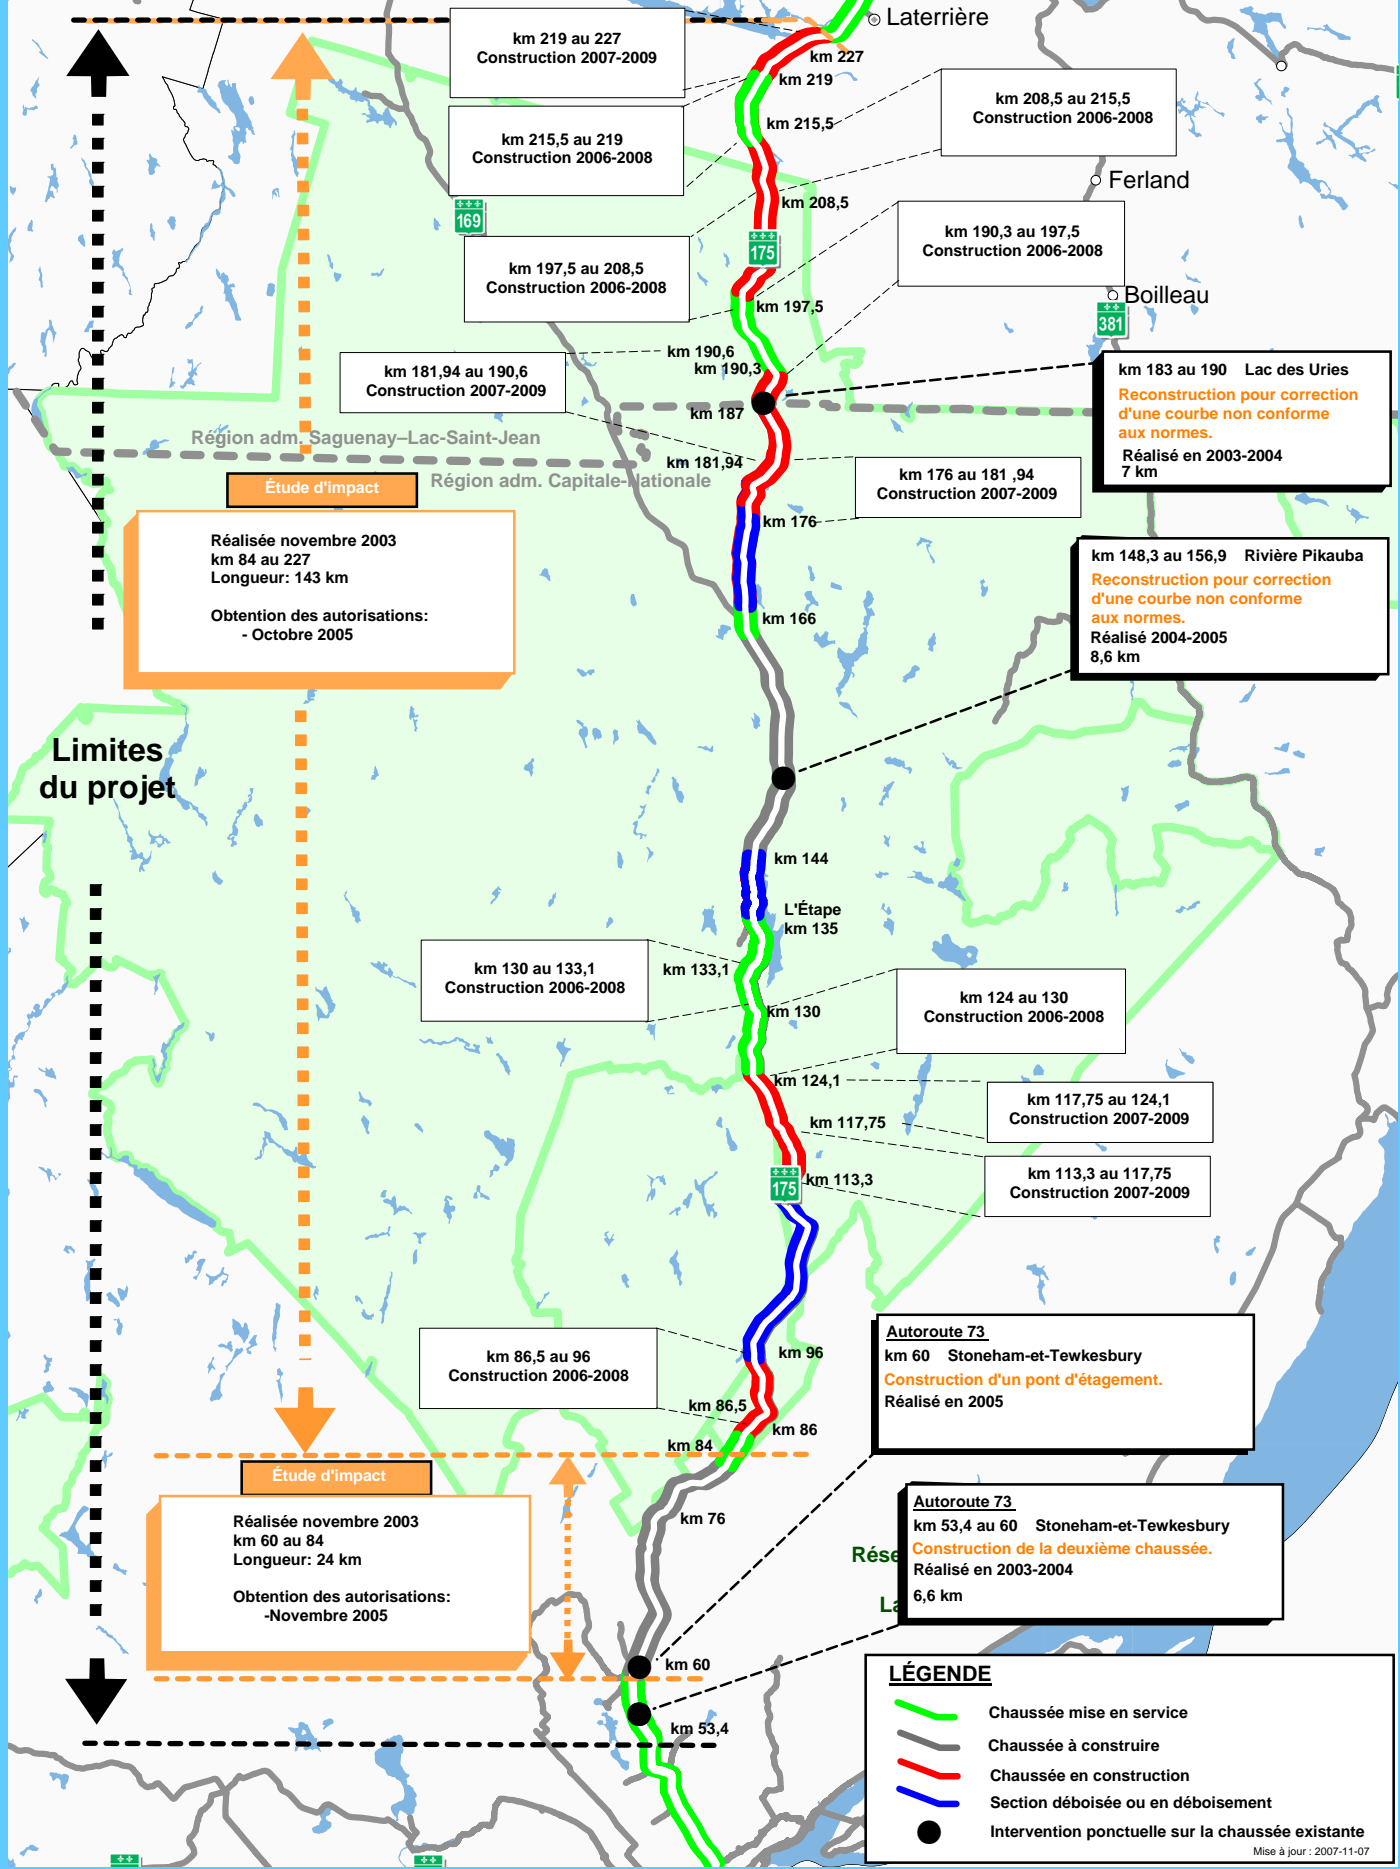 Laterrière
km 219 au 227
Construction 2007-2009
km 227
km 219
km 208,5 au 215,5
Construction 2006-2008
km 215,5
km 215,5 au 219
Construction 2006-2008
Ferland
km 208,5
169
175
km 190,3 au 197,5
Construction 2006-2008
km 197,5 au 208,5
Construction 2006-2008
Boilleau
km 197,5
381
km 190,6
km 190,3
km 181,94 au 190,6
Construction 2007-2009
km 183 au 190 Lac des Uries
Reconstruction pour correction
d'une courbe non conforme
aux normes.
Réalisé en 2003-2004
7 km
km 187
Région adm. Saguenay–Lac-Saint-Jean
km 181,94
Région adm. Capitale-Nationale
km 176 au 181 ,94
Construction 2007-2009
Étude d'impact
Réalisée novembre 2003
km 84 au 227
Longueur: 143 km
Obtention des autorisations:
- Octobre 2005
km 176
km 148,3 au 156,9 Rivière Pikauba
Reconstruction pour correction
d'une courbe non conforme
aux normes.
Réalisé 2004-2005
8,6 km
km 166
Limites
du projet
km 144
L'Étape
km 135
km 130 au 133,1
Construction 2006-2008
km 133,1
km 124 au 130
Construction 2006-2008
km 130
km 124,1
km 117,75 au 124,1
Construction 2007-2009
km 117,75
km 113,3 au 117,75
Construction 2007-2009
km 113,3
175
km 86,5 au 96
Construction 2006-2008
km 96
Autoroute 73
km 60 Stoneham-et-Tewkesbury
Construction d'un pont d'étagement.
Réalisé en 2005
km 86,5
km 86
km 84
Étude d'impact
Réalisée novembre 2003
km 60 au 84
Longueur: 24 km
Obtention des autorisations:
-Novembre 2005
km 76
Autoroute 73
km 53,4 au 60 Stoneham-et-Tewkesbury
Construction de la deuxième chaussée.
Réalisé en 2003-2004
6,6 km
Rése
La
km 60
km 53,4
LÉGENDE
Chaussée mise en service
Chaussée à construire
Chaussée en construction
Section déboisée ou en déboisement
Intervention ponctuelle sur la chaussée existante
Mise à jour : 2007-11-07